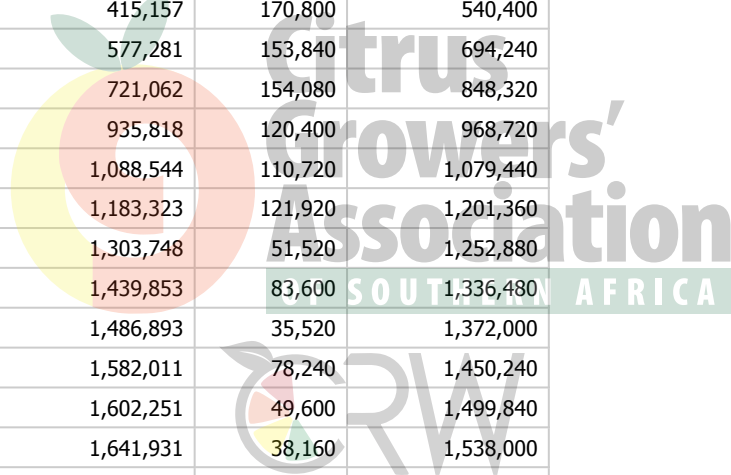 415,157 170,800 540,400
577,281 153,840 694,240
721,062 154,080 848,320
935,818 120,400 968,720
1,088,544 110,720 1,079,440
1,183,323 121,920 1,201,360
1,303,748 51,520 1,252,880
1,439,853 83,600 1,336,480
1,486,893 35,520 1,372,000
1,582,011 78,240 1,450,240
1,602,251 49,600 1,499,840
1,641,931 38,160 1,538,000
Citrus
Growers’
Association
OF SOUTHERN AFRICA
CRW